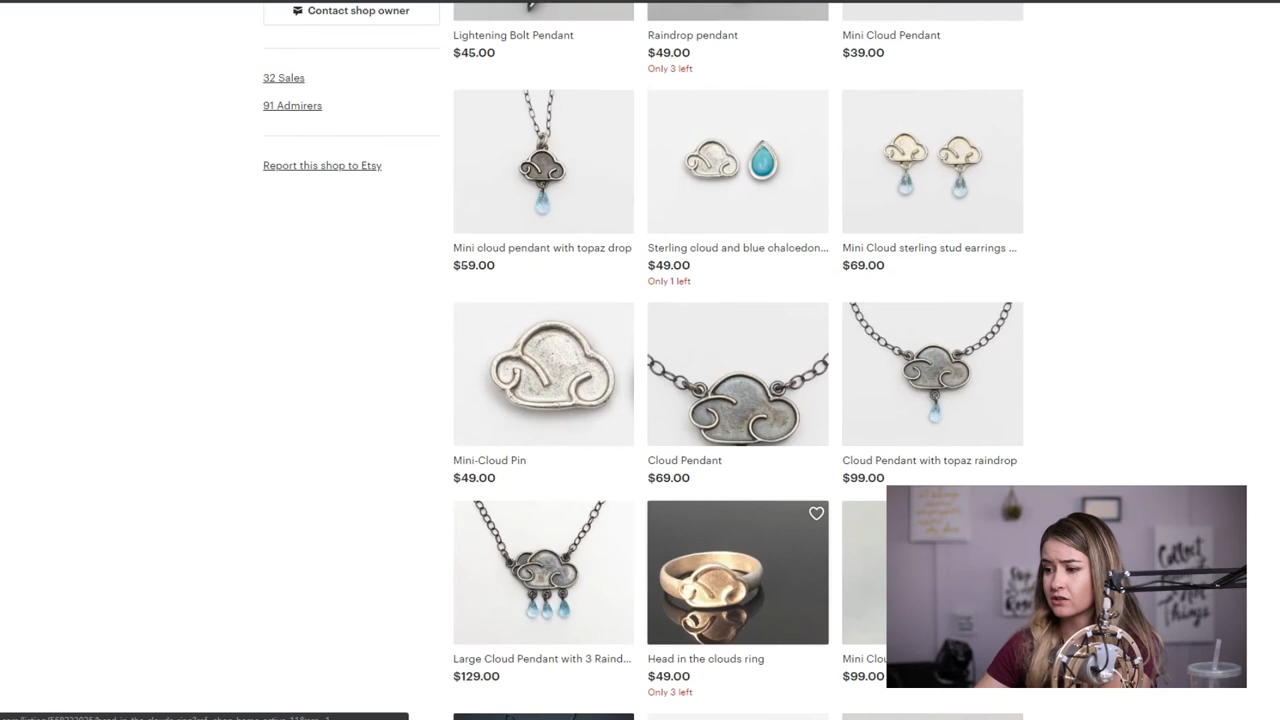 Contact shop owner
32 Sales
91 Admirers
Report this shop to Etsy
Lightening Bolt Pendant
$45.00
Raindrop pendant
$49.00
Only 3 left
Mini Cloud Pendant
$39.00
Mini cloud pendant with topaz drop
$59.00
Sterling cloud and blue chalcedon...
$49.00
Only 1 left
Mini Cloud sterling stud earrings ...
$69.00
Mini-Cloud Pin
$49.00
Cloud Pendant
$69.00
Cloud Pendant with topaz raindrop
$99.00
Large Cloud Pendant with 3 Raind...
$129.00
Head in the clouds ring
$49.00
Only 3 left
Mini
$99.00
Collect
Things